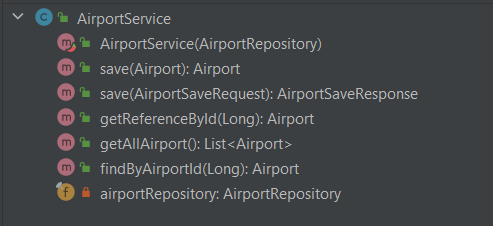 AirportService
AirportService(AirportRepository)
save(Airport): Airport
save(AirportSaveRequest): AirportSaveResponse
getReferenceById(Long): Airport
getAllAirport(): List<Airport>
findByAirportId(Long): Airport
airportRepository: AirportRepository